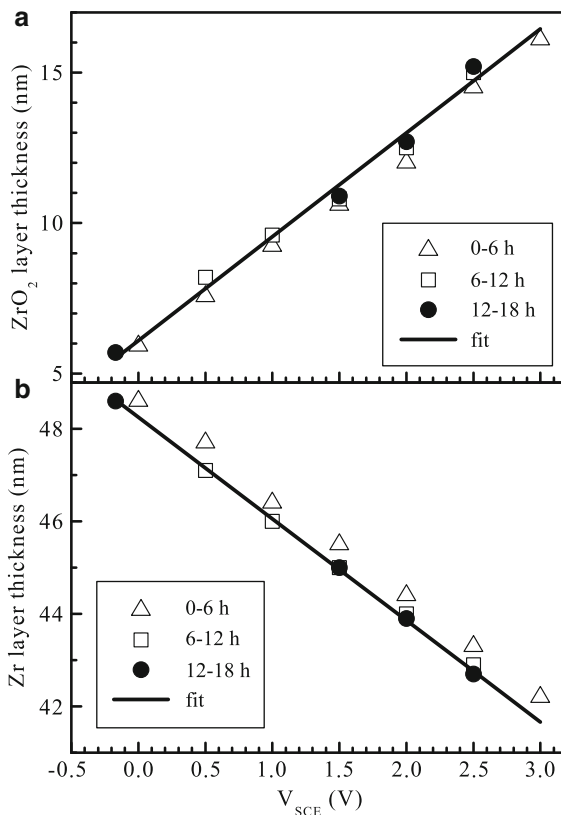 a
ZrO2 layer thickness (nm)
15
10
5
0-6 h
6-12 h
12-18 h
fit
b
Zr layer thickness (nm)
48
46
44
42
0-6 h
6-12 h
12-18 h
fit
-0.5 0.0 0.5 1.0 1.5 2.0 2.5 3.0
VSCE (V)